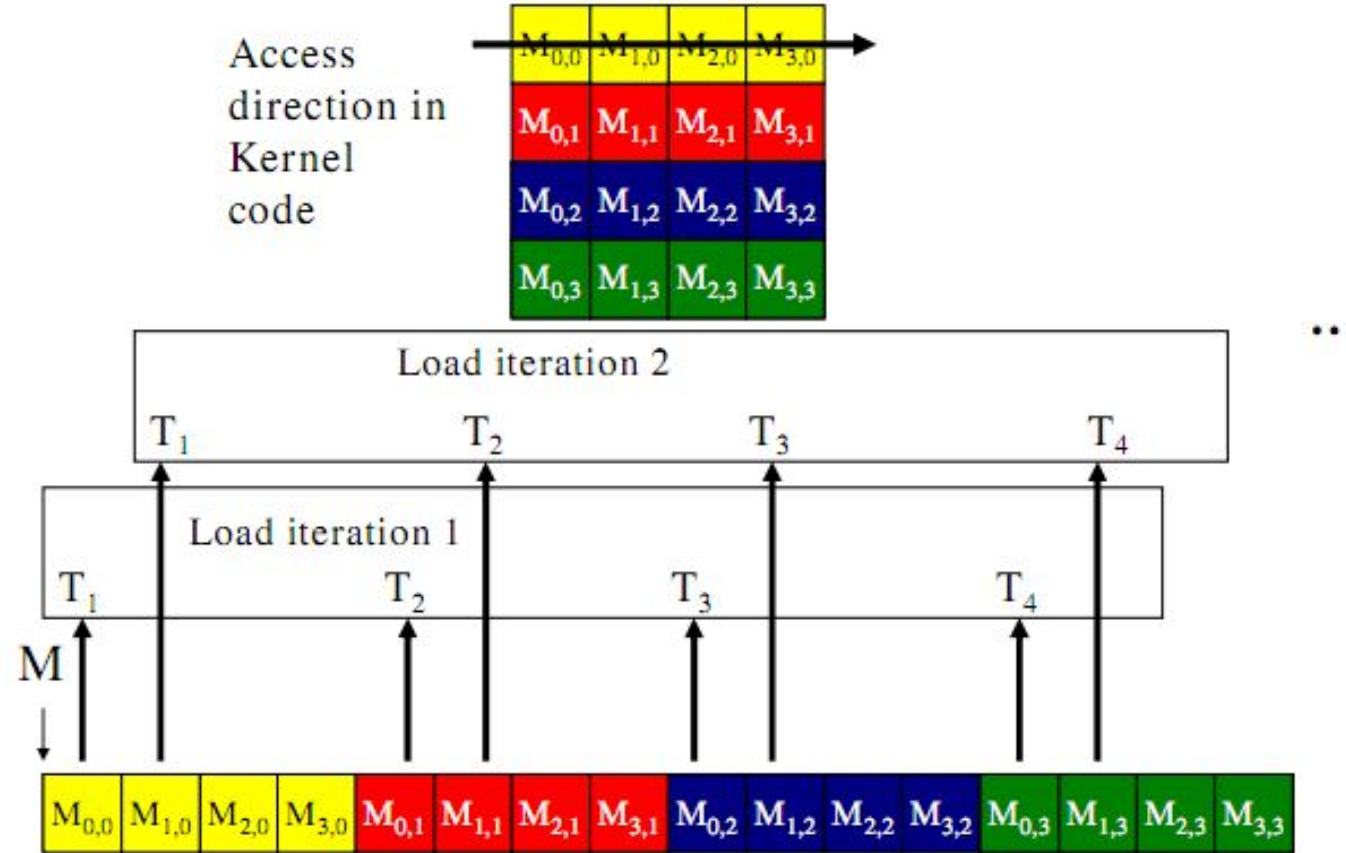 Access
direction in
Kernel
code
M0,0 M1,0 M2,0 M3,0
M0,1 M1,1 M2,1 M3,1
M0,2 M1,2 M2,2 M3,2
M0,3 M1,3 M2,3 M3,3
Load iteration 2
..
T1 T2 T3 T4
Load iteration 1
T1 T2 T3 T4
M
M0,0 M1,0 M2,0 M3,0 M0,1 M1,1 M2,1 M3,1 M0,2 M1,2 M2,2 M3,2 M0,3 M1,3 M2,3 M3,3